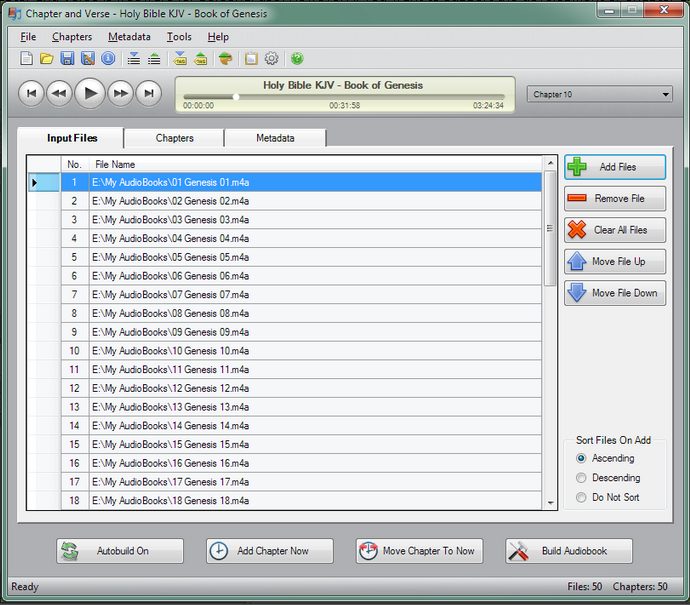 Chapter and Verse - Holy Bible KJV - Book of Genesis
File Chapters Metadata Tools Help
Holy Bible KJV - Book of Genesis
00:00:00 00:31:58 03:24:34
Chapter 10
Input Files Chapters Metadata
No. File Name
1 E:\My AudioBooks\01 Genesis 01.m4a
2 E:\My AudioBooks\02 Genesis 02.m4a
3 E:\My AudioBooks\03 Genesis 03.m4a
4 E:\My AudioBooks\04 Genesis 04.m4a
5 E:\My AudioBooks\05 Genesis 05.m4a
6 E:\My AudioBooks\06 Genesis 06.m4a
7 E:\My AudioBooks\07 Genesis 07.m4a
8 E:\My AudioBooks\08 Genesis 08.m4a
9 E:\My AudioBooks\09 Genesis 09.m4a
10 E:\My AudioBooks\10 Genesis 10.m4a
11 E:\My AudioBooks\11 Genesis 11.m4a
12 E:\My AudioBooks\12 Genesis 12.m4a
13 E:\My AudioBooks\13 Genesis 13.m4a
14 E:\My AudioBooks\14 Genesis 14.m4a
15 E:\My AudioBooks\15 Genesis 15.m4a
16 E:\My AudioBooks\16 Genesis 16.m4a
17 E:\My AudioBooks\17 Genesis 17.m4a
18 E:\My AudioBooks\18 Genesis 18.m4a
Add Files
Remove File
Clear All Files
Move File Up
Move File Down
Sort Files On Add
Ascending
Descending
Do Not Sort
Autobuild On Add Chapter Now Move Chapter To Now Build Audiobook
Ready Files: 50 Chapters: 50